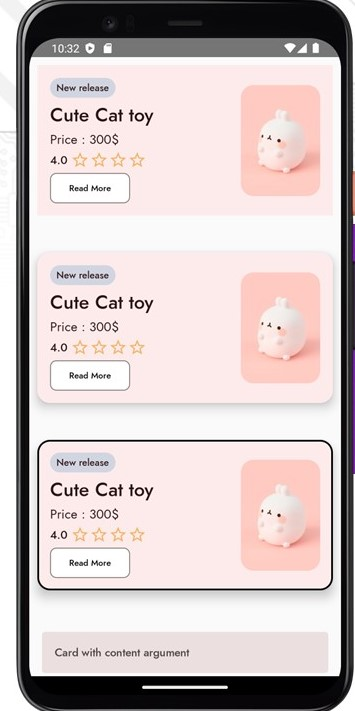 10:32
New release
Cute Cat toy
Price : 300$
4.0
Read More
New release
Cute Cat toy
Price : 300$
4.0
Read More
New release
Cute Cat toy
Price : 300$
4.0
Read More
Card with content argument